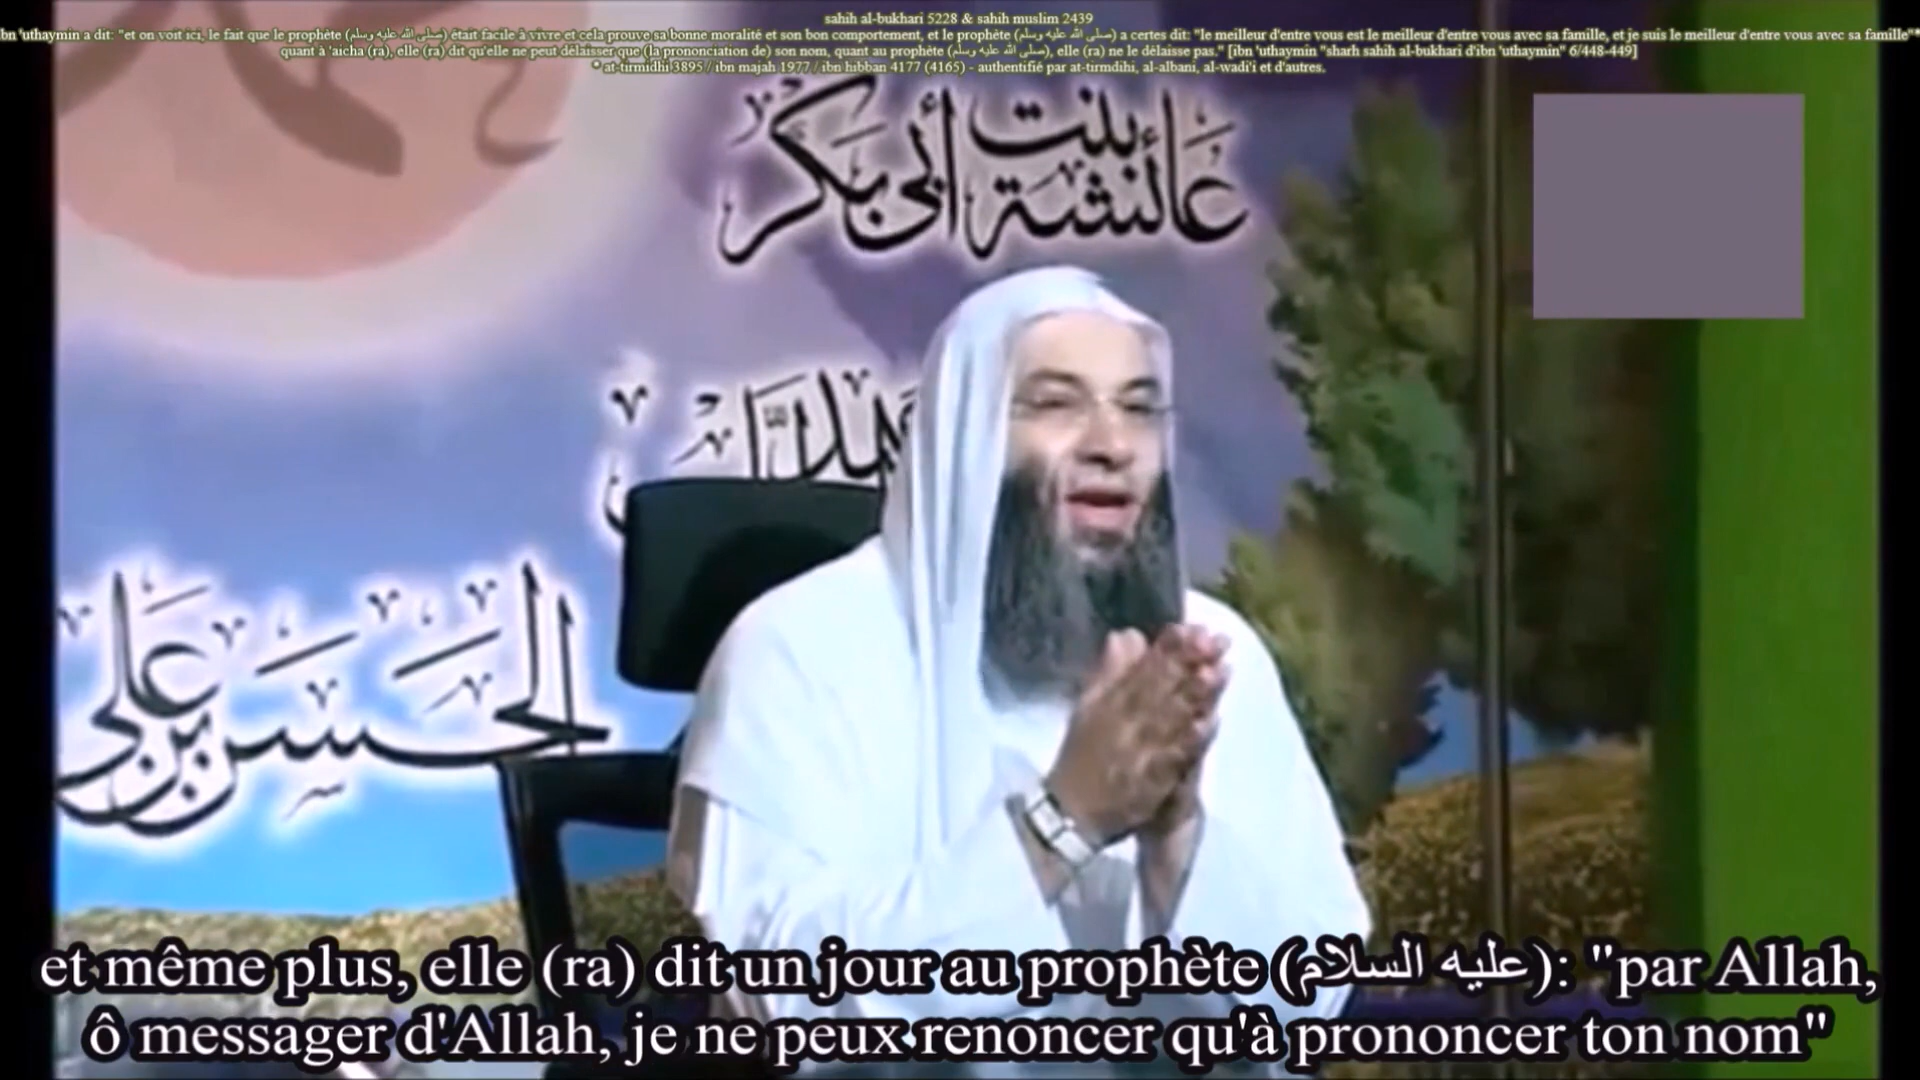 sahih al-bukhari 5228 & sahih muslim 2439
ibn 'uthaymin a dit: "et on voit ici, le fait que le prophète (صلى الله عليه وسلم) était facile à vivre et cela prouve sa bonne moralité et son bon comportement, et le prophète (صلى الله عليه وسلم) a certes dit: "le meilleur d'entre vous est le meilleur d'entre vous avec sa famille, et je suis le meilleur d'entre vous avec sa famille"*
quant à 'aicha (ra), elle (ra) dit qu'elle ne peut délaisser que (la prononciation de) son nom, quant au prophète (صلى الله عليه وسلم), elle (ra) ne le délaisse pas." [ibn 'uthaymin "sharh sahih al-bukhari d'ibn 'uthaymin" 6/448-449]
* at-tirmidhi 3895 / ibn majah 1977 / ibn hibban 4177 (4165) - authentifié par at-tirmdihi, al-albani, al-wadi'i et d'autres.
عائشة بنت أبي بكر
الحسن بن علي
et même plus, elle (ra) dit un jour au prophète (عليه السلام): "par Allah,
ô messager d'Allah, je ne peux renoncer qu'à prononcer ton nom"